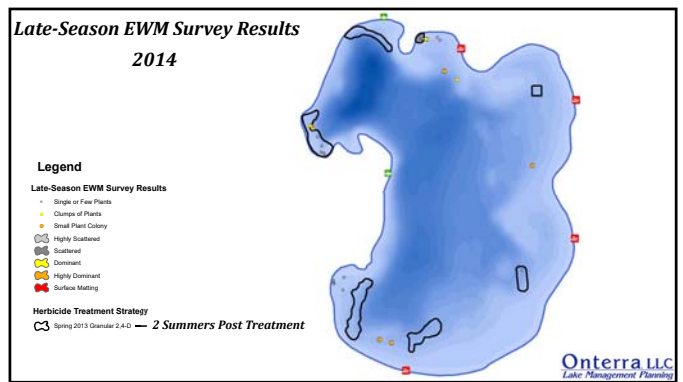 Late-Season EWM Survey Results
2014
Legend
Late-Season EWM Survey Results
Single or Few Plants
Clumps of Plants
Small Plant Colony
Highly Scattered
Scattered
Dominant
Highly Dominant
Surface Matting
Herbicide Treatment Strategy
Spring 2013 Granular 2,4-D — 2 Summers Post Treatment
Onterra LLC
Lake Management Planning